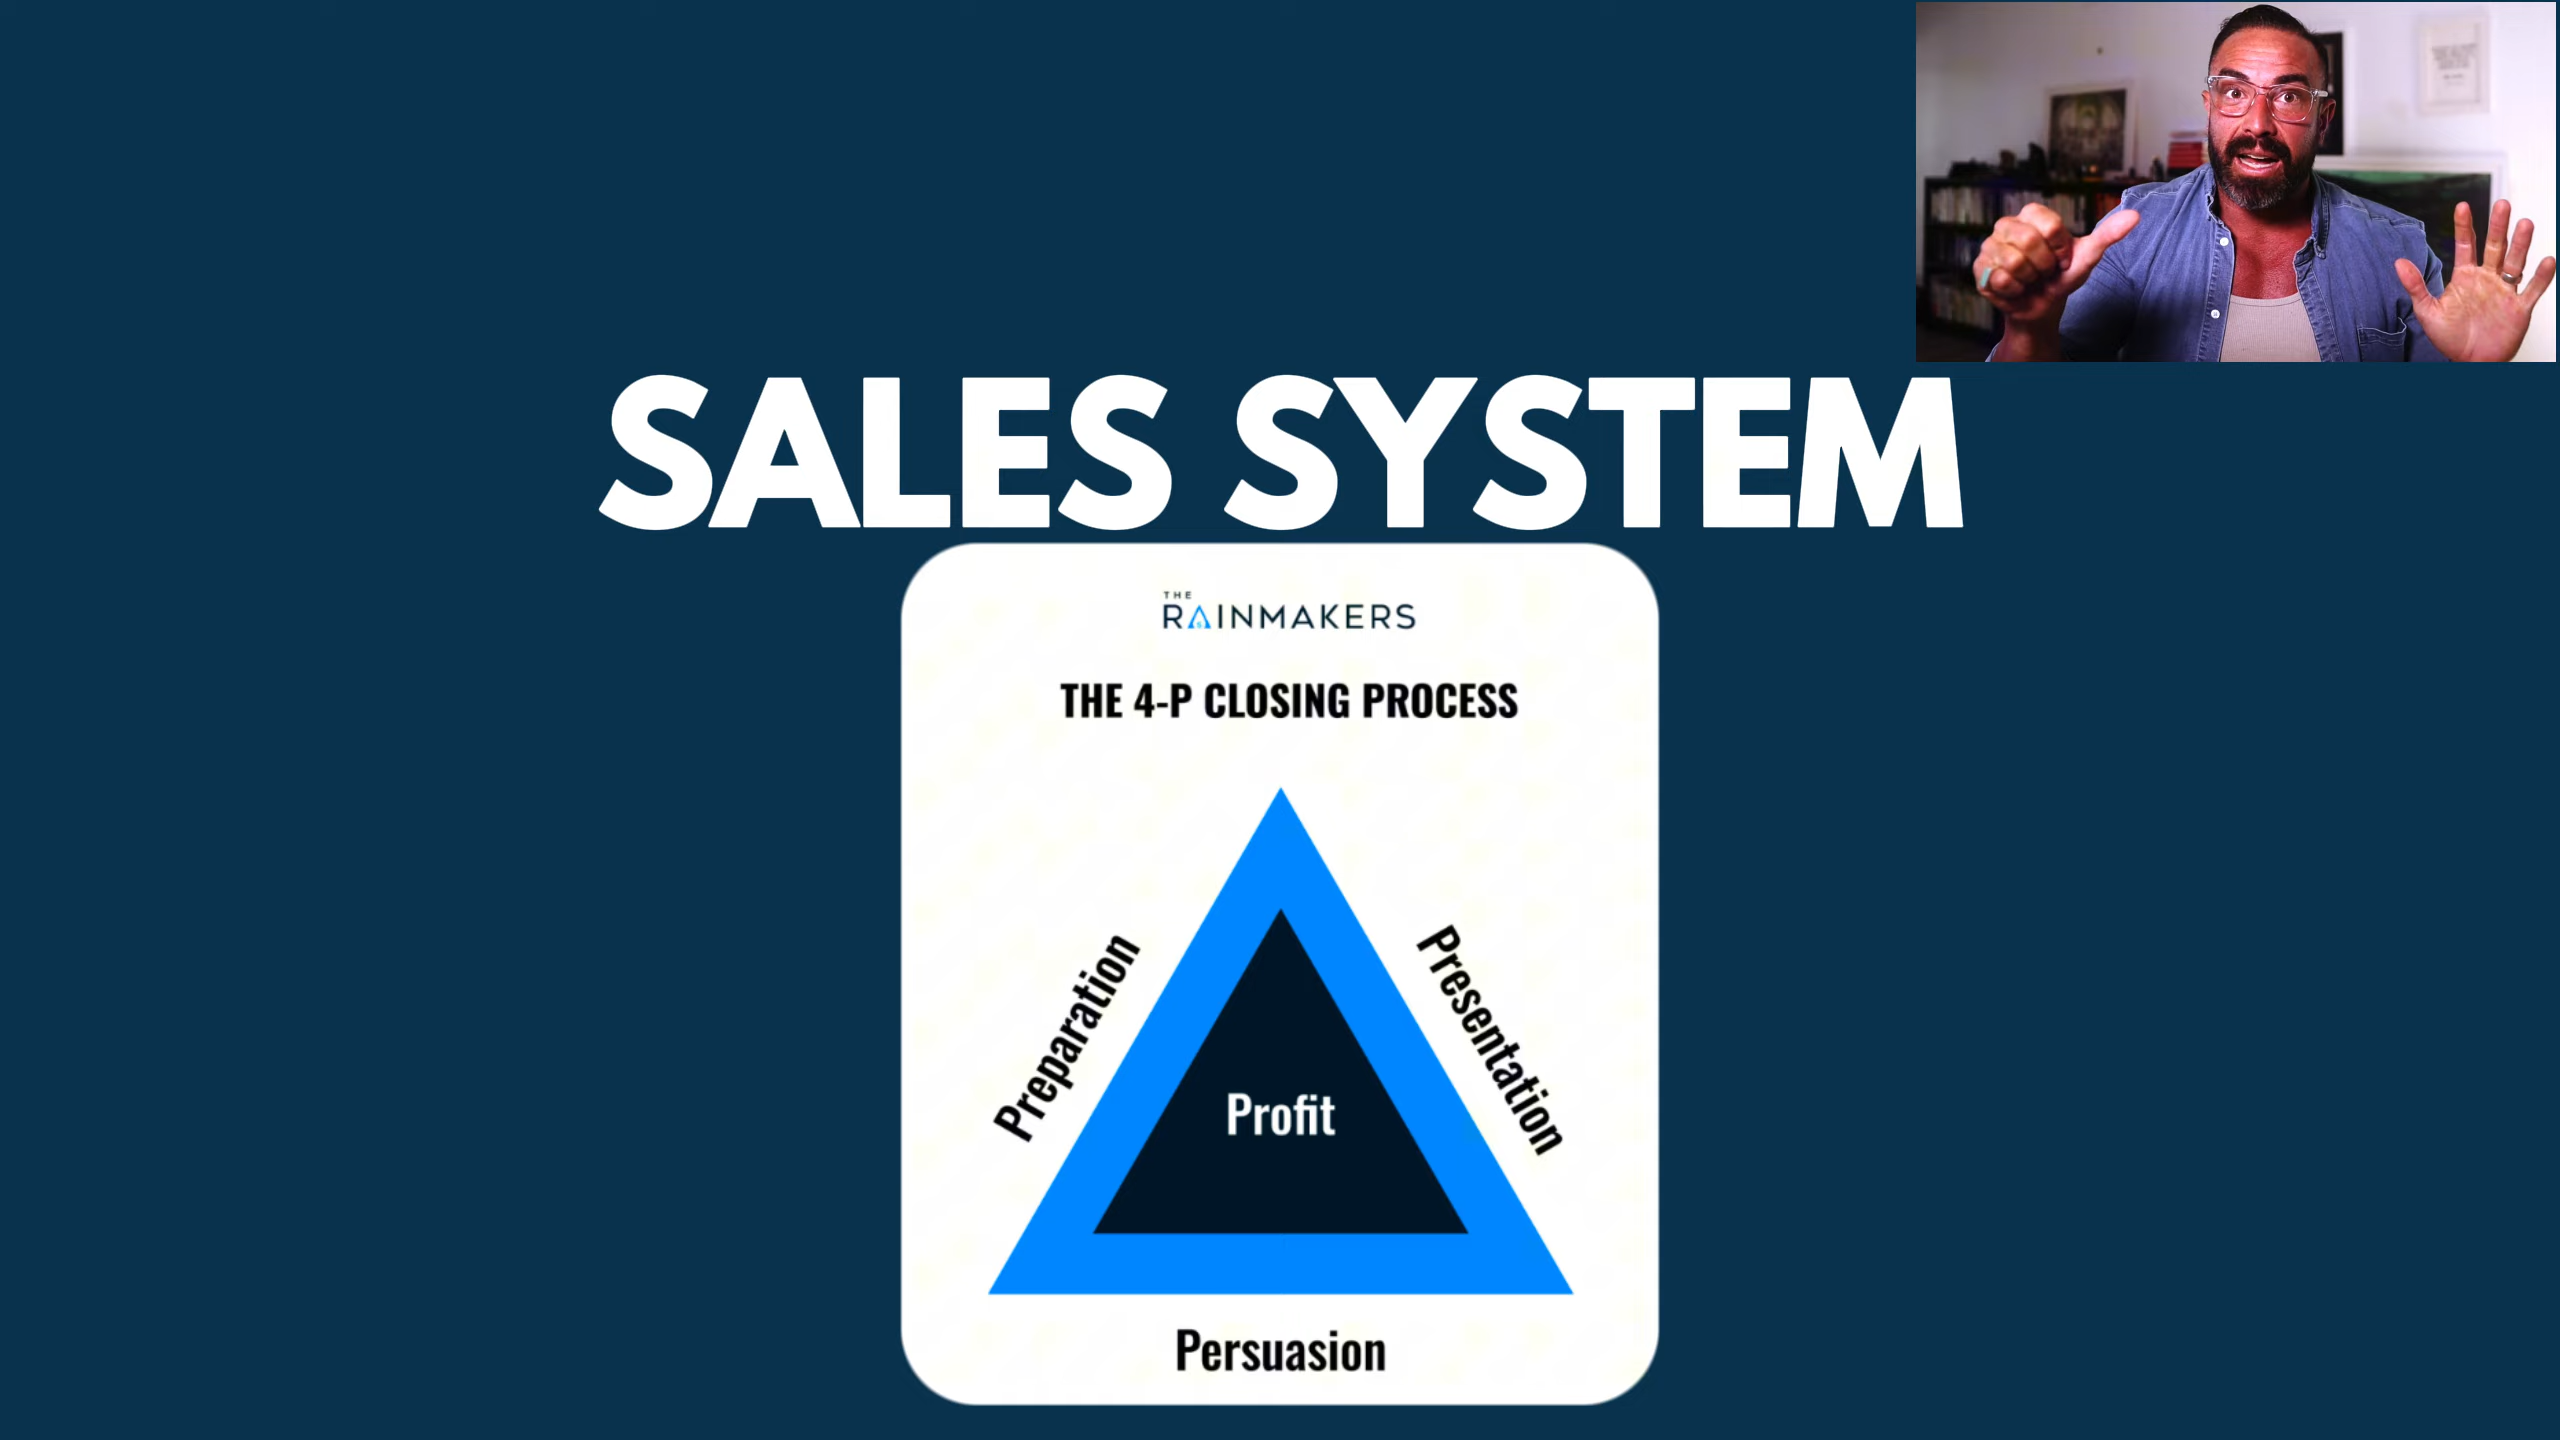 SALES SYSTEM
THE
RAINMAKERS
THE 4-P CLOSING PROCESS
Preparation
Presentation
Profit
Persuasion